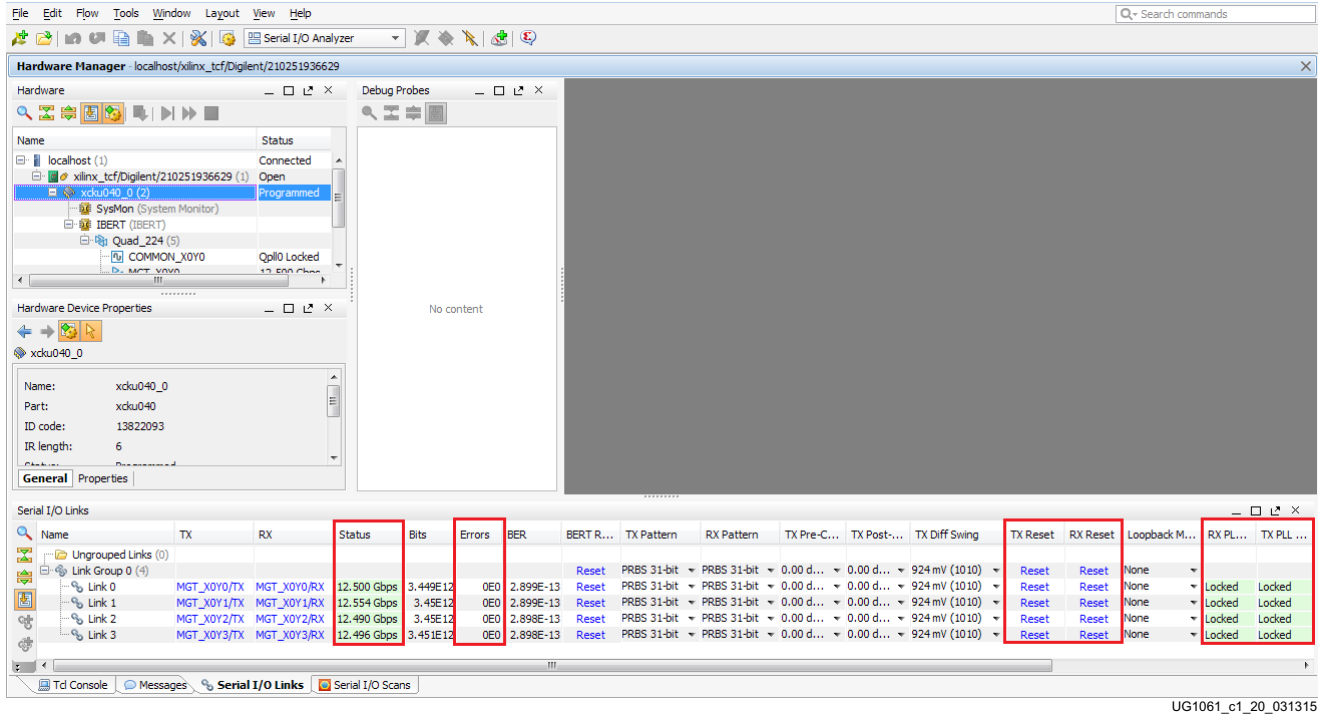 File Edit Flow Tools Window Layout View Help
Search commands
Serial I/O Analyzer
Hardware Manager - localhost/xilinx_tcf/Digilent/210251936629
Hardware
Name Status
localhost (1) Connected
xilinx_tcf/Digilent/210251936629 (1) Open
xcku040_0 (2) Programmed
SysMon (System Monitor)
IBERT (IBERT)
Quad_224 (5)
COMMON_X0Y0 Qpll0 Locked
MGT_X0Y0 12.500 Gbps
Debug Probes
No content
Hardware Device Properties
xcku040_0
Name: xcku040_0
Part: xcku040
ID code: 13822093
IR length: 6
Status: Programmed
General Properties
Serial I/O Links
Name TX RX Status Bits Errors BER BERT R... TX Pattern RX Pattern TX Pre-C... TX Post-... TX Diff Swing TX Reset RX Reset Loopback M... RX PL... TX PLL ...
Ungrouped Links (0)
Link Group 0 (4) Reset PRBS 31-bit PRBS 31-bit 0.00 d... 0.00 d... 924 mV (1010) Reset Reset None
Link 0 MGT_X0Y0/TX MGT_X0Y0/RX 12.500 Gbps 3.449E12 0E0 2.899E-13 Reset PRBS 31-bit PRBS 31-bit 0.00 d... 0.00 d... 924 mV (1010) Reset Reset None Locked Locked
Link 1 MGT_X0Y1/TX MGT_X0Y1/RX 12.554 Gbps 3.45E12 0E0 2.898E-13 Reset PRBS 31-bit PRBS 31-bit 0.00 d... 0.00 d... 924 mV (1010) Reset Reset None Locked Locked
Link 2 MGT_X0Y2/TX MGT_X0Y2/RX 12.490 Gbps 3.45E12 0E0 2.898E-13 Reset PRBS 31-bit PRBS 31-bit 0.00 d... 0.00 d... 924 mV (1010) Reset Reset None Locked Locked
Link 3 MGT_X0Y3/TX MGT_X0Y3/RX 12.496 Gbps 3.451E12 0E0 2.898E-13 Reset PRBS 31-bit PRBS 31-bit 0.00 d... 0.00 d... 924 mV (1010) Reset Reset None Locked Locked
Tcl Console Messages Serial I/O Links Serial I/O Scans
UG1061_c1_20_031315